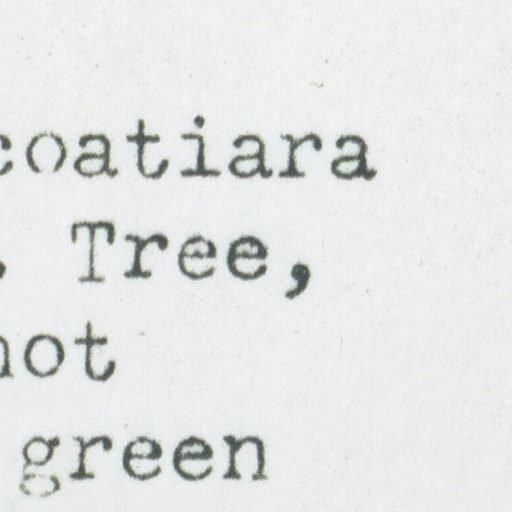 coatiara
. Tree,
not
green